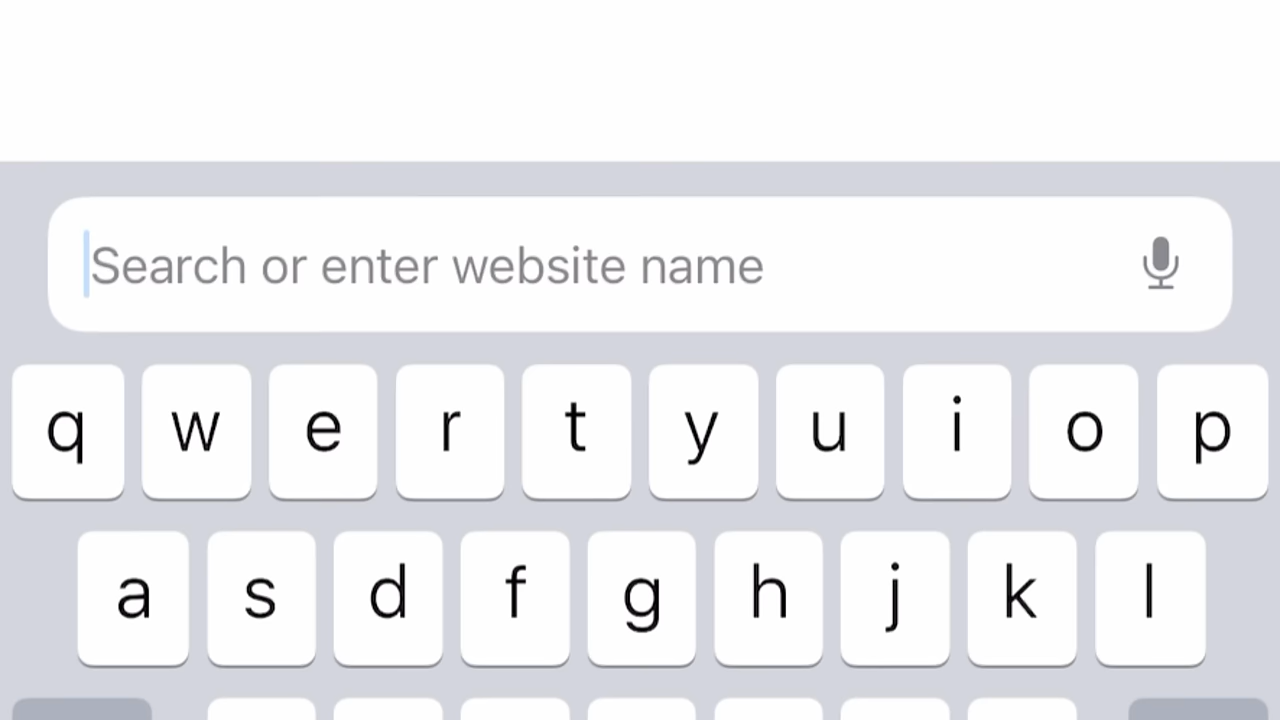 Search or enter website name
q w e r t y u i o p
a s d f g h j k l